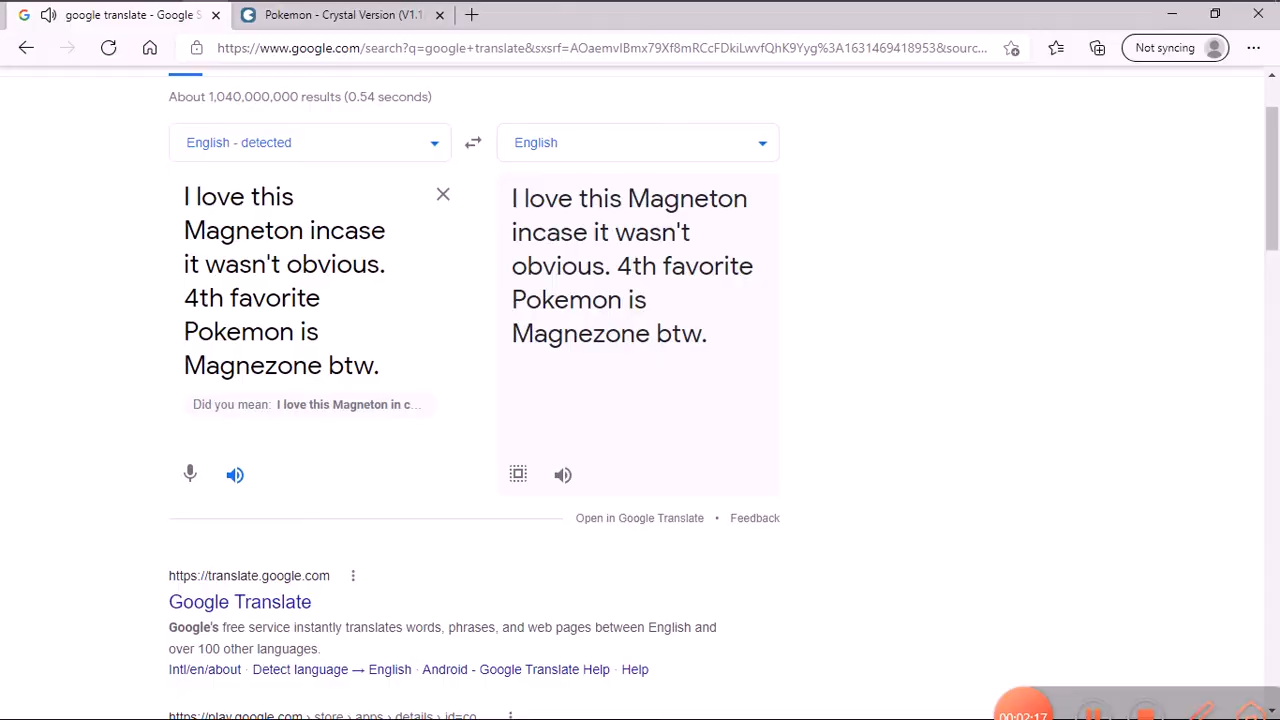 google translate - Google S
Pokemon - Crystal Version (V1.1
https://www.google.com/search?q=google+translate&sxsrf=AOaemvIBmx79Xf8mRCcFDkiLwvfQhK9Yyg%3A1631469418953&sourc...
Not syncing
About 1,040,000,000 results (0.54 seconds)
English - detected
English
I love this
Magneton incase
it wasn't obvious.
4th favorite
Pokemon is
Magnezone btw.
Did you mean: I love this Magneton in c...
I love this Magneton
incase it wasn't
obvious. 4th favorite
Pokemon is
Magnezone btw.
Open in Google Translate • Feedback
https://translate.google.com
Google Translate
Google's free service instantly translates words, phrases, and web pages between English and
over 100 other languages.
Intl/en/about · Detect language → English · Android - Google Translate Help · Help
https://play.google.com › store › apps › details › id=co...
00:02:17